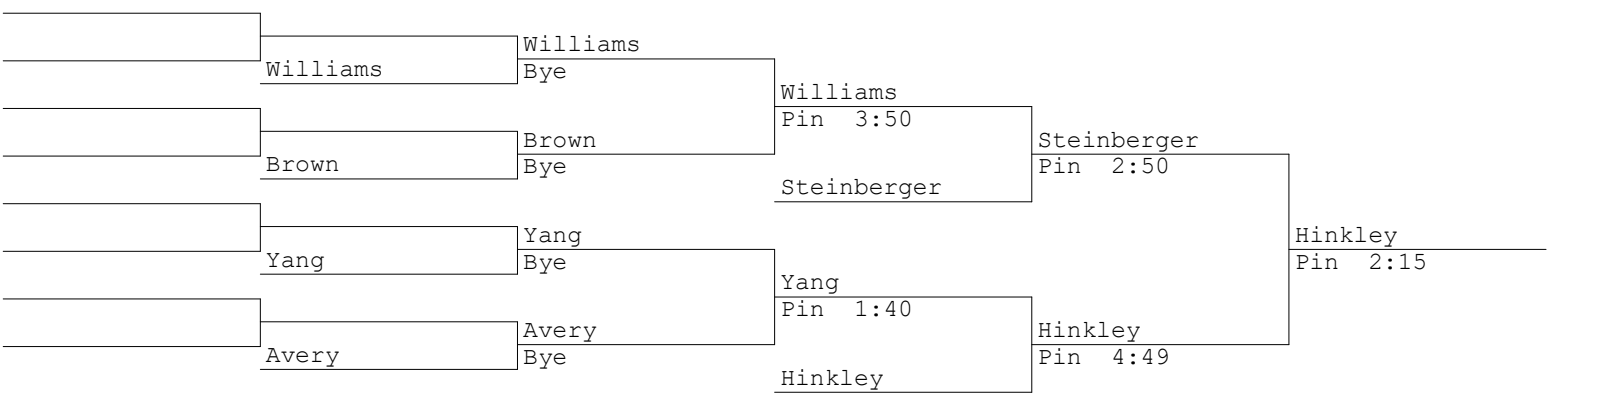 Williams
Williams
Bye
Williams
Pin 3:50
Brown
Brown
Bye
Steinberger
Pin 2:50
Steinberger
Yang
Yang
Bye
Hinkley
Pin 2:15
Yang
Pin 1:40
Avery
Avery
Bye
Hinkley
Pin 4:49
Hinkley